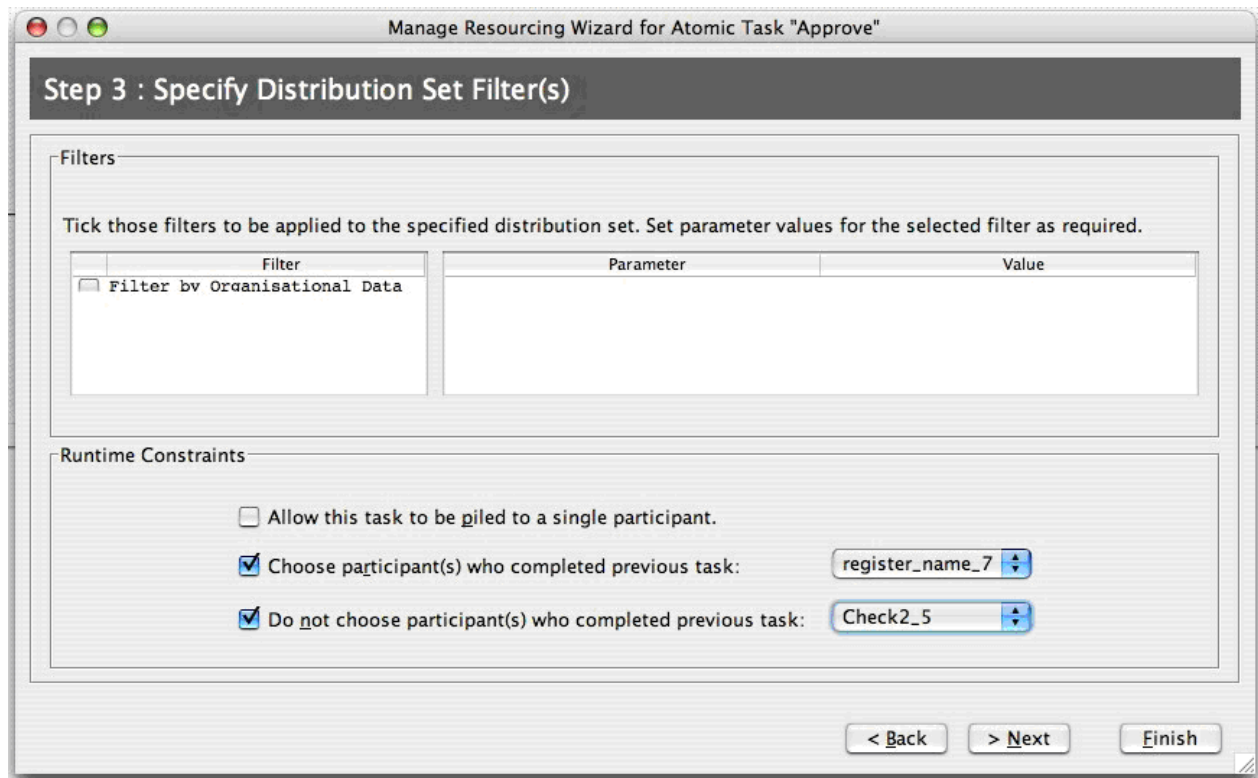 Manage Resourcing Wizard for Atomic Task "Approve"
Step 3 : Specify Distribution Set Filter(s)
Filters
Tick those filters to be applied to the specified distribution set. Set parameter values for the selected filter as required.
Filter Parameter Value
Filter by Organisational Data
Runtime Constraints
Allow this task to be piled to a single participant.
Choose participant(s) who completed previous task: register_name_7
Do not choose participant(s) who completed previous task: Check2_5
< Back > Next Finish